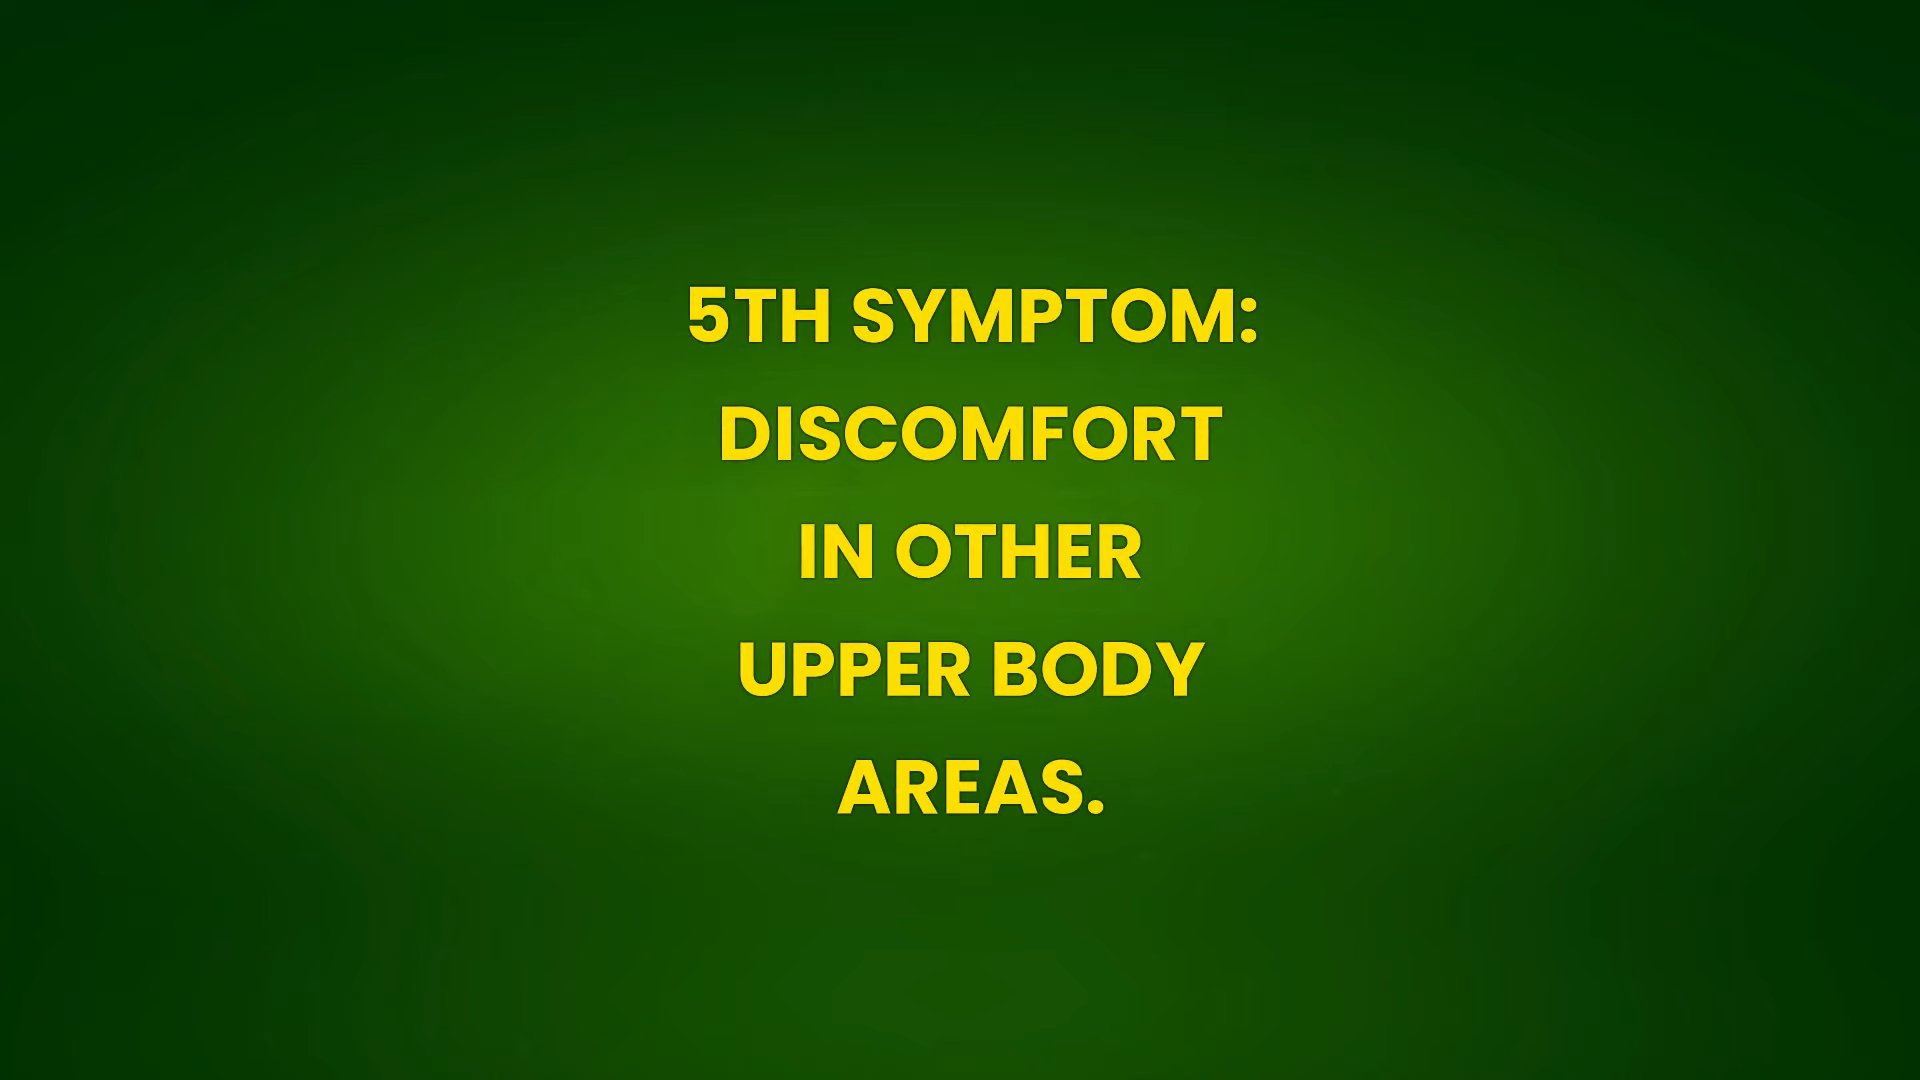 5TH SYMPTOM:
DISCOMFORT
IN OTHER
UPPER BODY
AREAS.